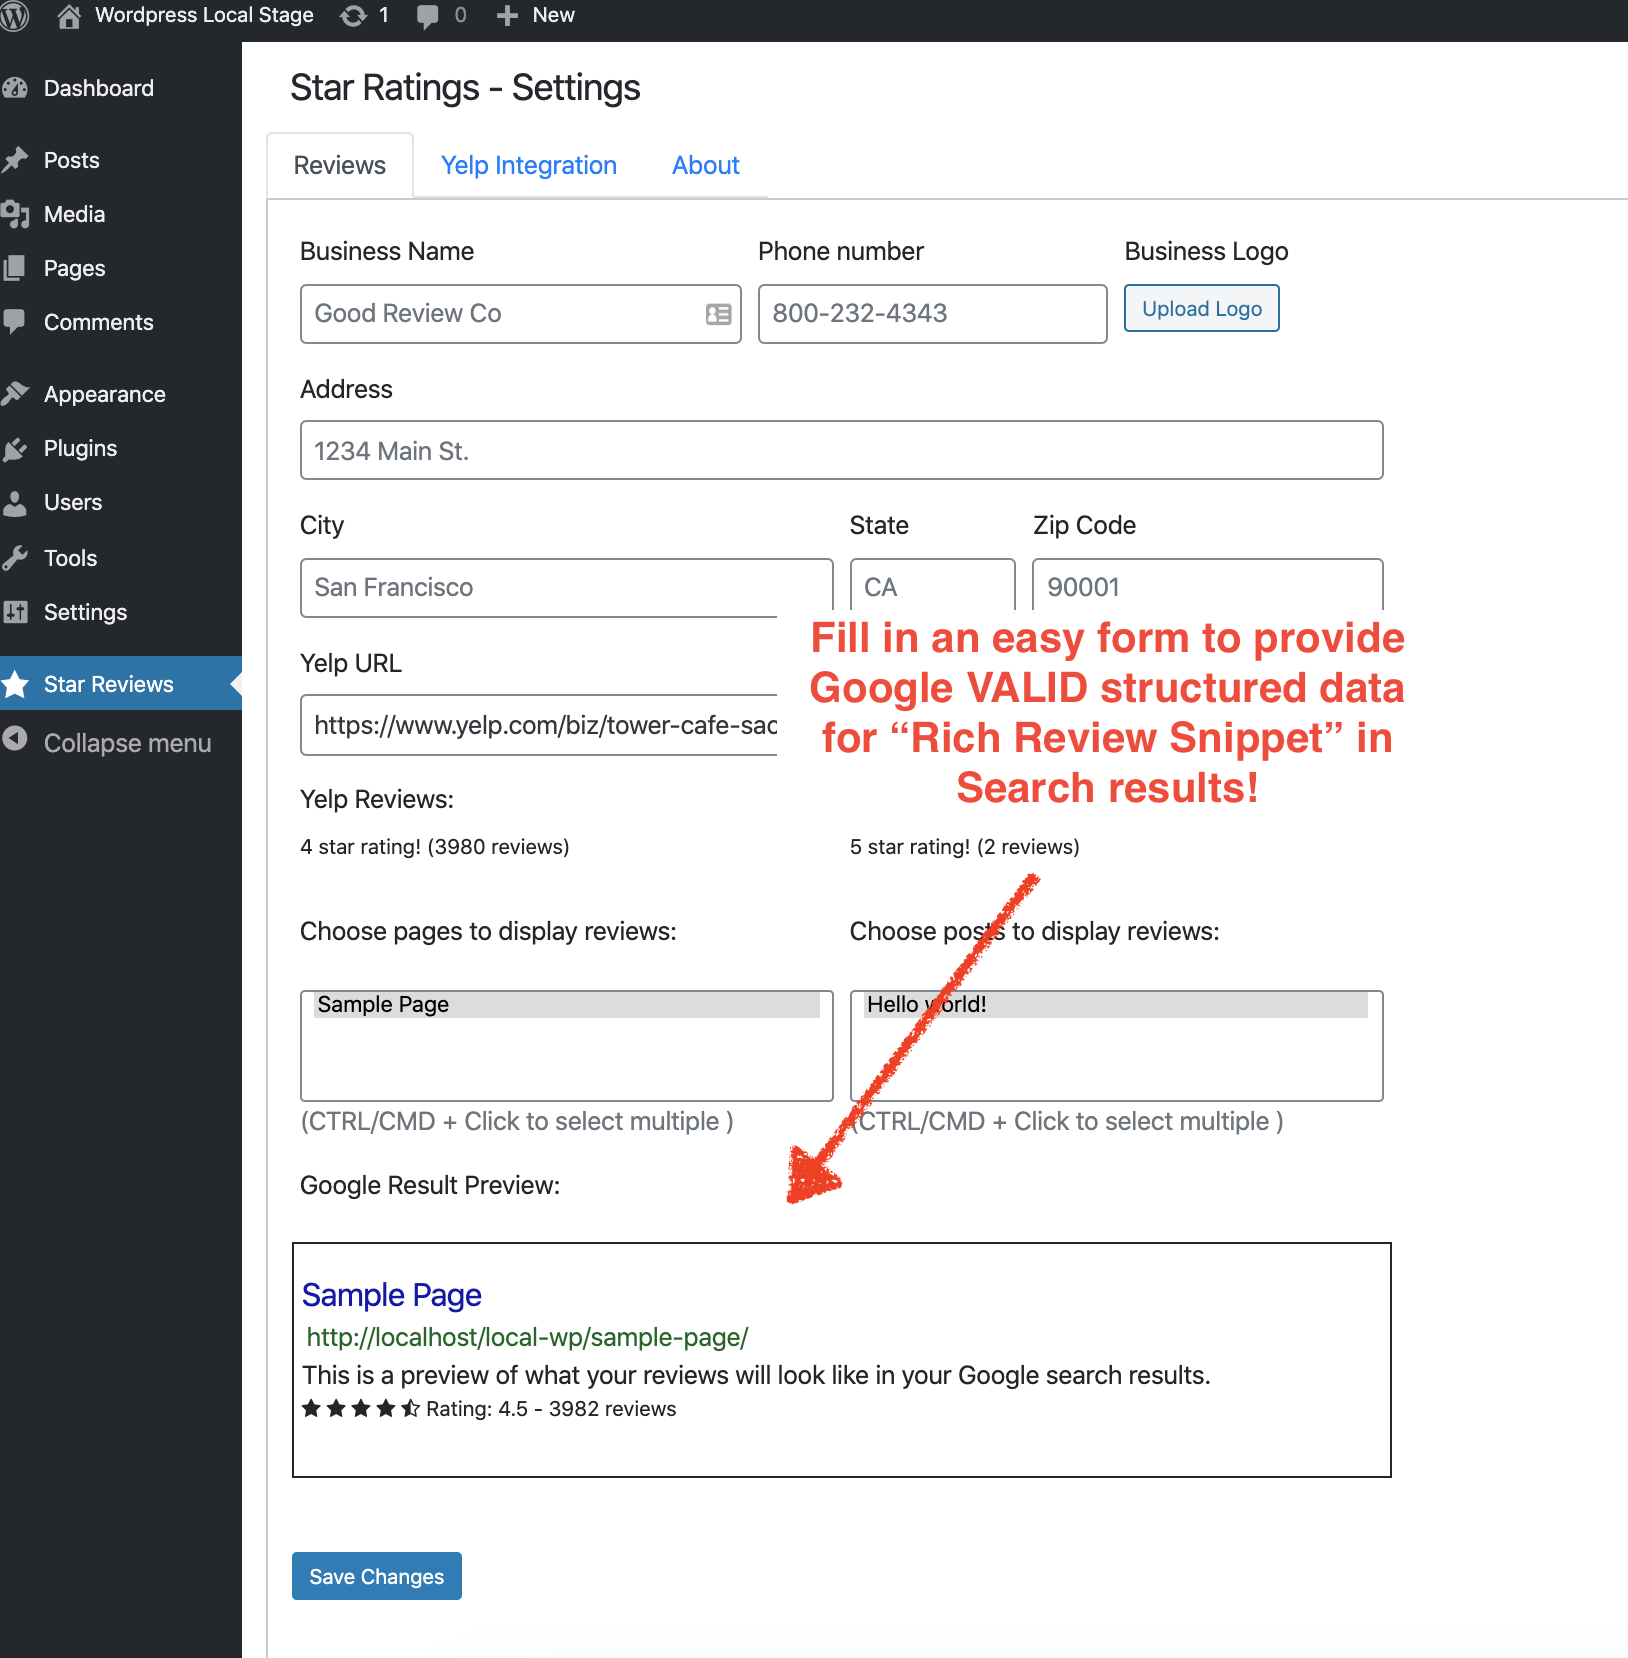 Wordpress Local Stage 1 0 New
Dashboard
Posts
Media
Pages
Comments
Appearance
Plugins
Users
Tools
Settings
Star Reviews
Collapse menu
Star Ratings - Settings
Reviews Yelp Integration About
Business Name Phone number Business Logo
Good Review Co 800-232-4343 Upload Logo
Address
1234 Main St.
City State Zip Code
San Francisco CA 90001
Fill in an easy form to provide
Google VALID structured data
for “Rich Review Snippet” in
Search results!
Yelp URL
https://www.yelp.com/biz/tower-cafe-sac
Yelp Reviews:
4 star rating! (3980 reviews) 5 star rating! (2 reviews)
Choose pages to display reviews: Choose posts to display reviews:
Sample Page Hello world!
(CTRL/CMD + Click to select multiple ) (CTRL/CMD + Click to select multiple )
Google Result Preview:
Sample Page
http://localhost/local-wp/sample-page/
This is a preview of what your reviews will look like in your Google search results.
Rating: 4.5 - 3982 reviews
Save Changes